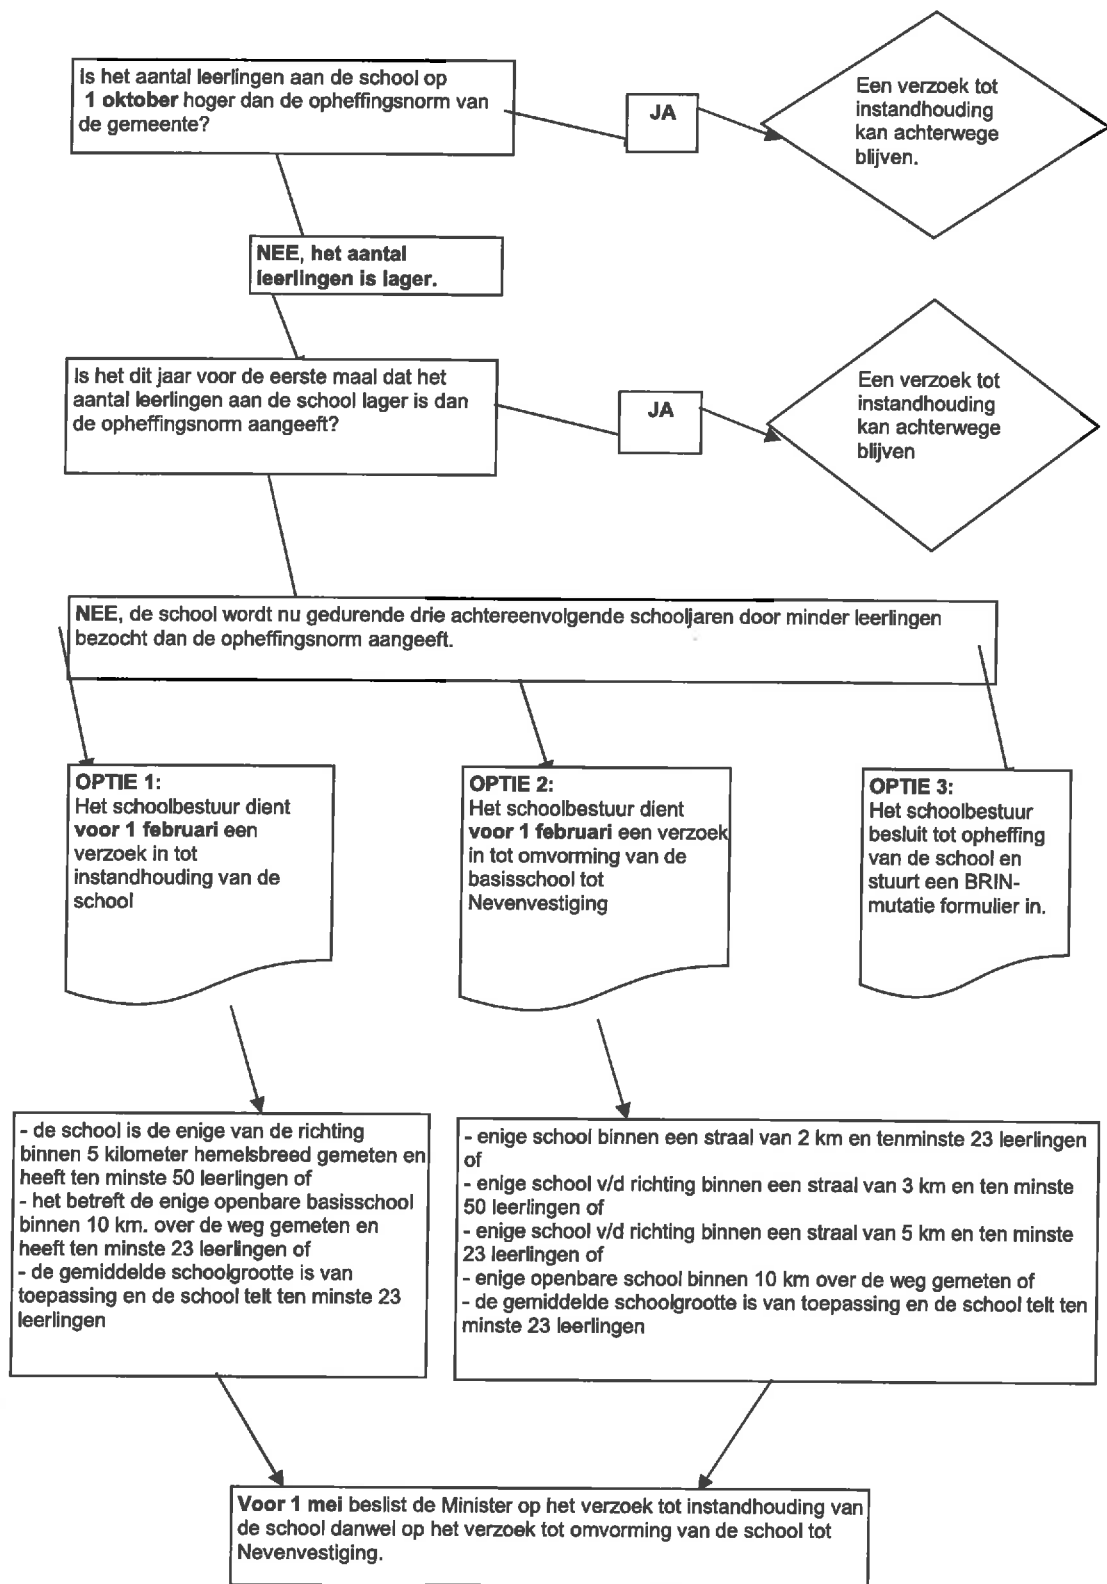 Is het aantal leerlingen aan de school op
1 oktober hoger dan de opheffingsnorm van
de gemeente?
JA
Een verzoek tot
instandhouding
kan achterwege
blijven.
NEE, het aantal
leerlingen is lager.
Is het dit jaar voor de eerste maal dat het
aantal leerlingen aan de school lager is dan
de opheffingsnorm aangeeft?
JA
Een verzoek tot
instandhouding
kan achterwege
blijven
NEE, de school wordt nu gedurende drie achtereenvolgende schooljaren door minder leerlingen
bezocht dan de opheffingsnorm aangeeft.
OPTIE 1:
Het schoolbestuur dient
voor 1 februari een
verzoek in tot
instandhouding van de
school
OPTIE 2:
Het schoolbestuur dient
voor 1 februari een verzoek
in tot omvorming van de
basisschool tot
Nevenvestiging
OPTIE 3:
Het schoolbestuur
besluit tot opheffing
van de school en
stuurt een BRIN-
mutatie formulier in.
- de school is de enige van de richting
binnen 5 kilometer hemelsbreed gemeten en
heeft ten minste 50 leerlingen of
- het betreft de enige openbare basisschool
binnen 10 km. over de weg gemeten en
heeft ten minste 23 leerlingen of
- de gemiddelde schoolgrootte is van
toepassing en de school telt ten minste 23
leerlingen
- enige school binnen een straal van 2 km en tenminste 23 leerlingen
of
- enige school v/d richting binnen een straal van 3 km en ten minste
50 leerlingen of
- enige school v/d richting binnen een straal van 5 km en ten minste
23 leerlingen of
- enige openbare school binnen 10 km over de weg gemeten of
- de gemiddelde schoolgrootte is van toepassing en de school telt ten
minste 23 leerlingen
Voor 1 mei beslist de Minister op het verzoek tot instandhouding van
de school danwel op het verzoek tot omvorming van de school tot
Nevenvestiging.